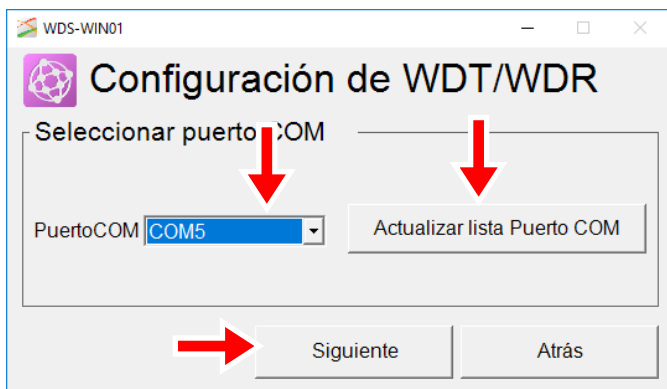 WDS-WIN01
Configuración de WDT/WDR
Seleccionar puerto COM
PuertoCOM COM5 Actualizar lista Puerto COM
Siguiente Atrás